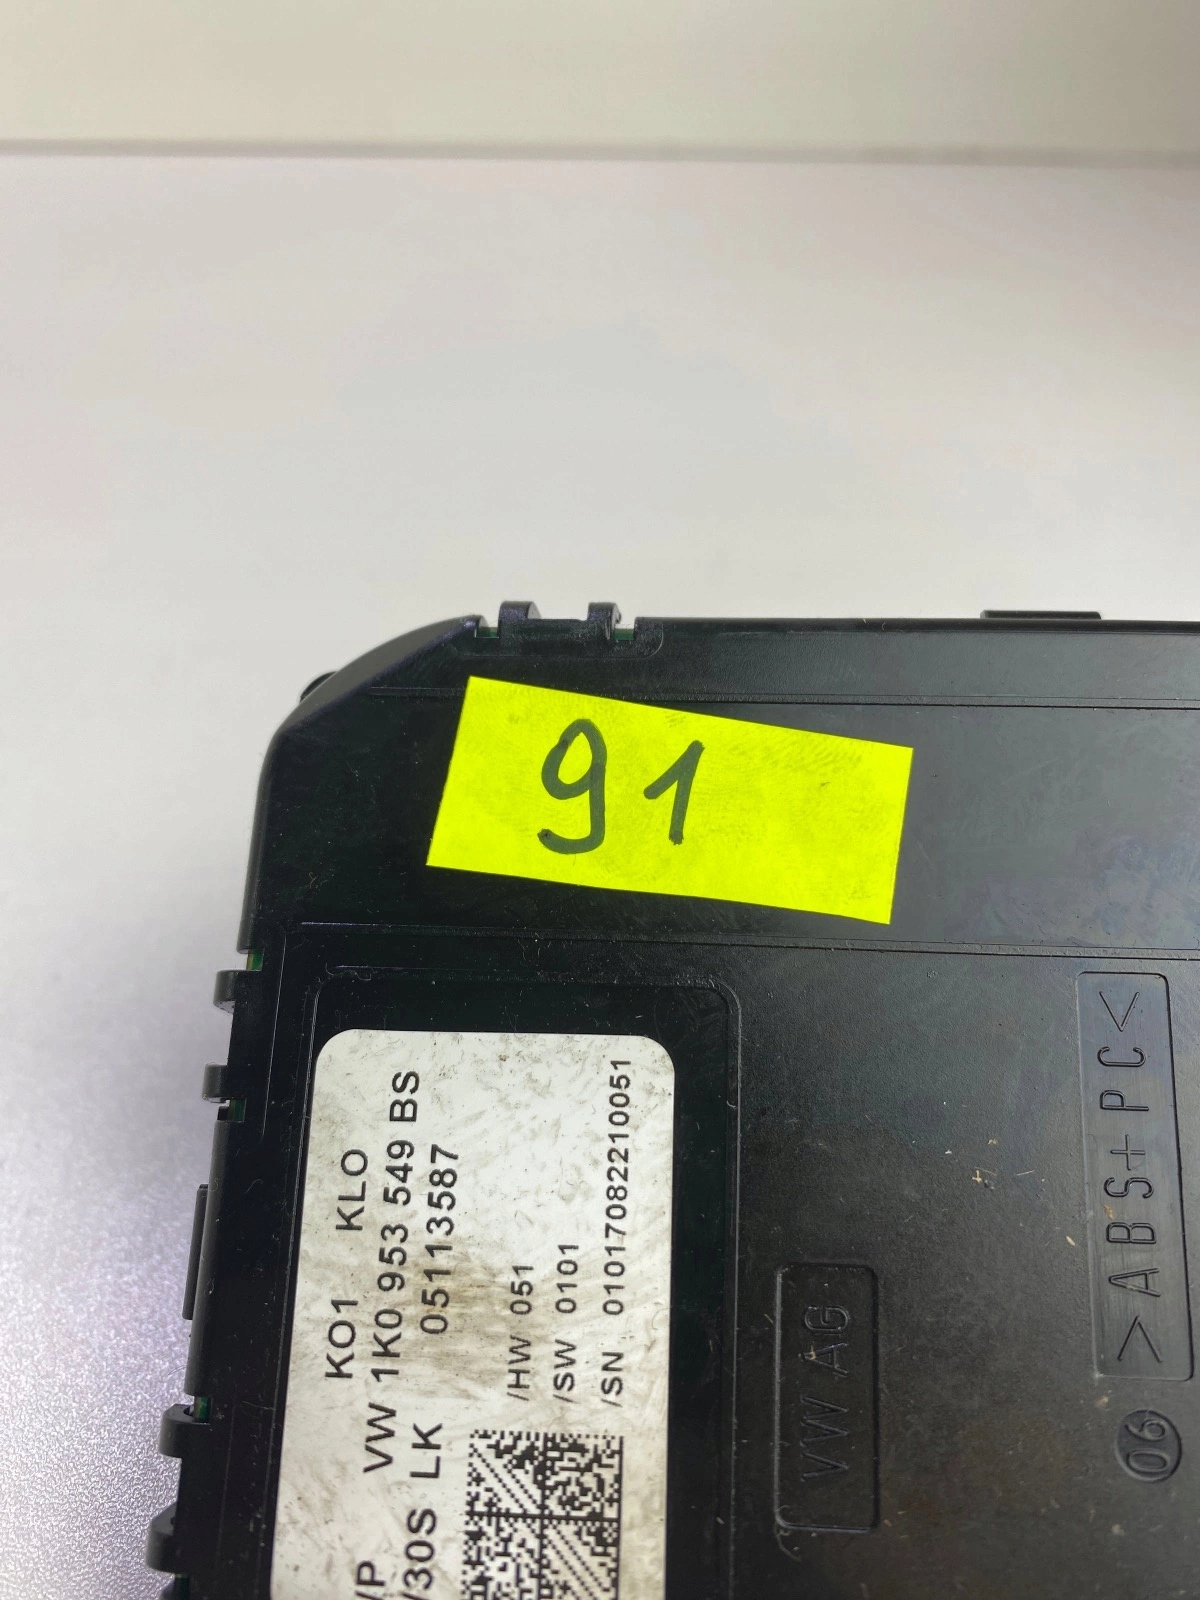 91
KO1 KLO
VW 1K0 953 549 BS
LK 05113587
/HW 051
/SW 0101
/SN 01017082210051
/P
/30S
VW AG
>ABS+PC<
06